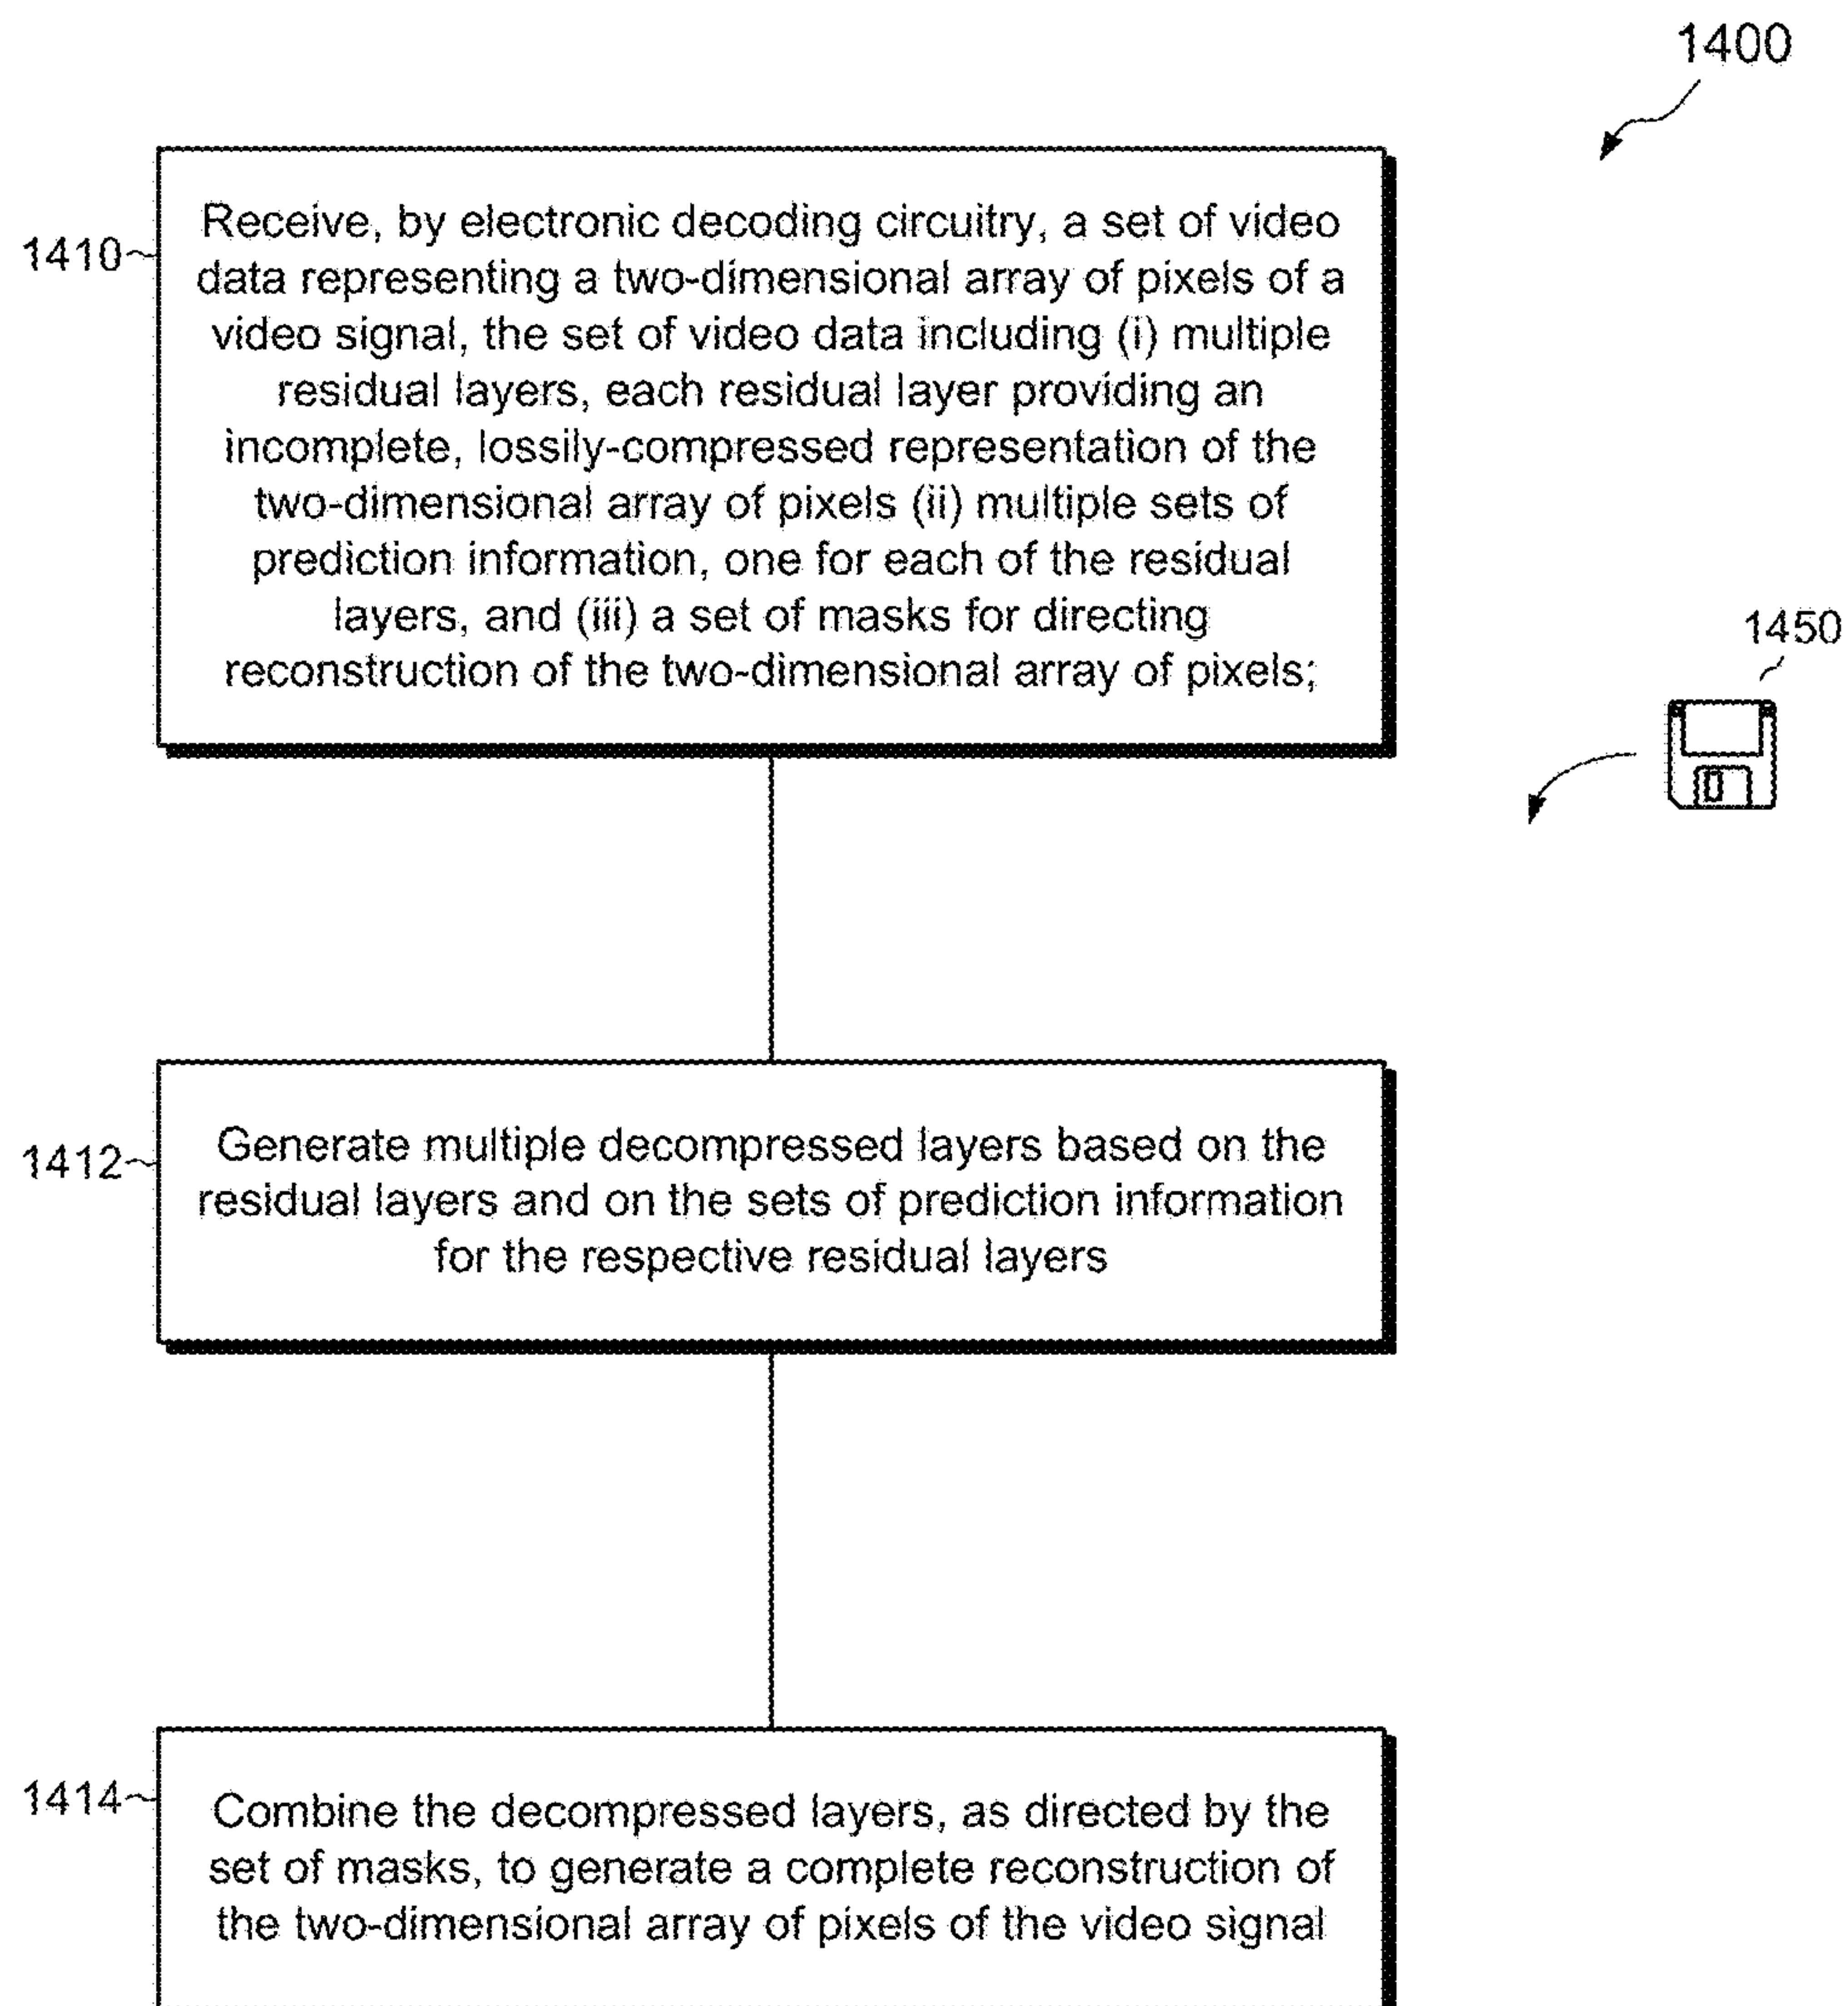 1400
1410
Receive, by electronic decoding circuitry, a set of video
data representing a two-dimensional array of pixels of a
video signal, the set of video data including (i) multiple
residual layers, each residual layer providing an
incomplete, lossily-compressed representation of the
two-dimensional array of pixels (ii) multiple sets of
prediction information, one for each of the residual
layers, and (iii) a set of masks for directing
reconstruction of the two-dimensional array of pixels;
1450
1412
Generate multiple decompressed layers based on the
residual layers and on the sets of prediction information
for the respective residual layers
1414
Combine the decompressed layers, as directed by the
set of masks, to generate a complete reconstruction of
the two-dimensional array of pixels of the video signal